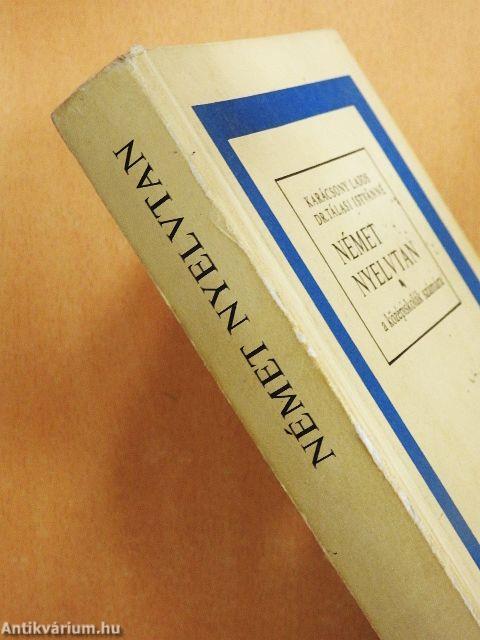 NÉMET NYELVTAN
KARÁCSONY LAJOS
DR. TÁLASI ISTVÁNNÉ
NÉMET
NYELVTAN
a középiskolák számára
Antikvárium.hu